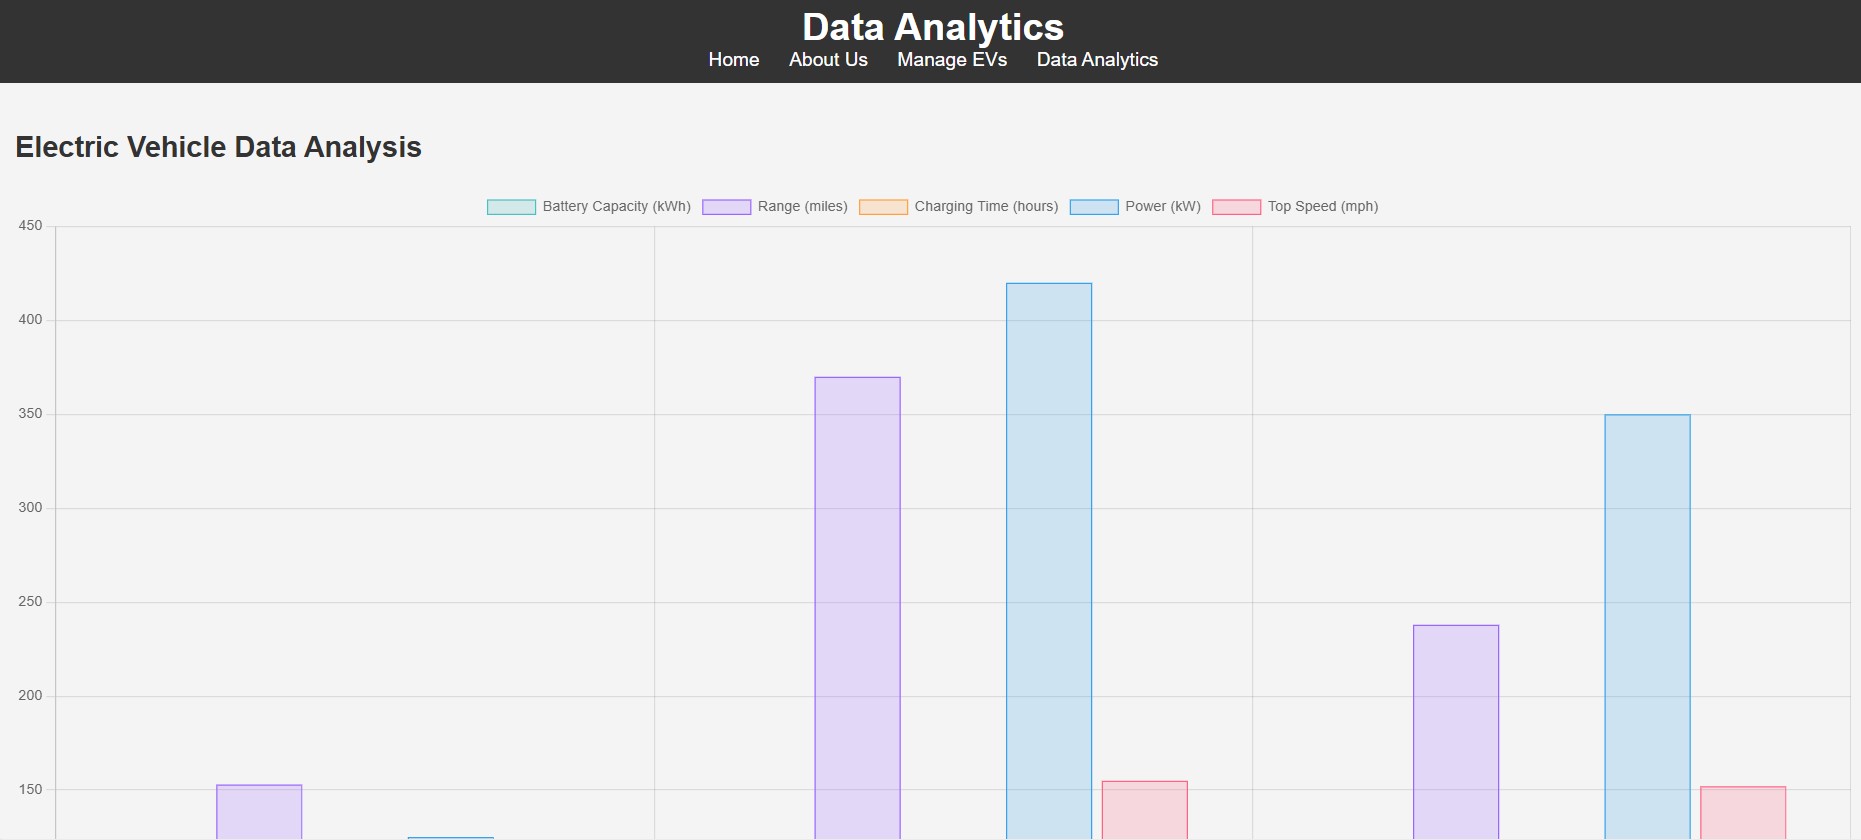 Data Analytics
Home About Us Manage EVs Data Analytics
Electric Vehicle Data Analysis
Battery Capacity (kWh) Range (miles) Charging Time (hours) Power (kW) Top Speed (mph)
450
400
350
300
250
200
150